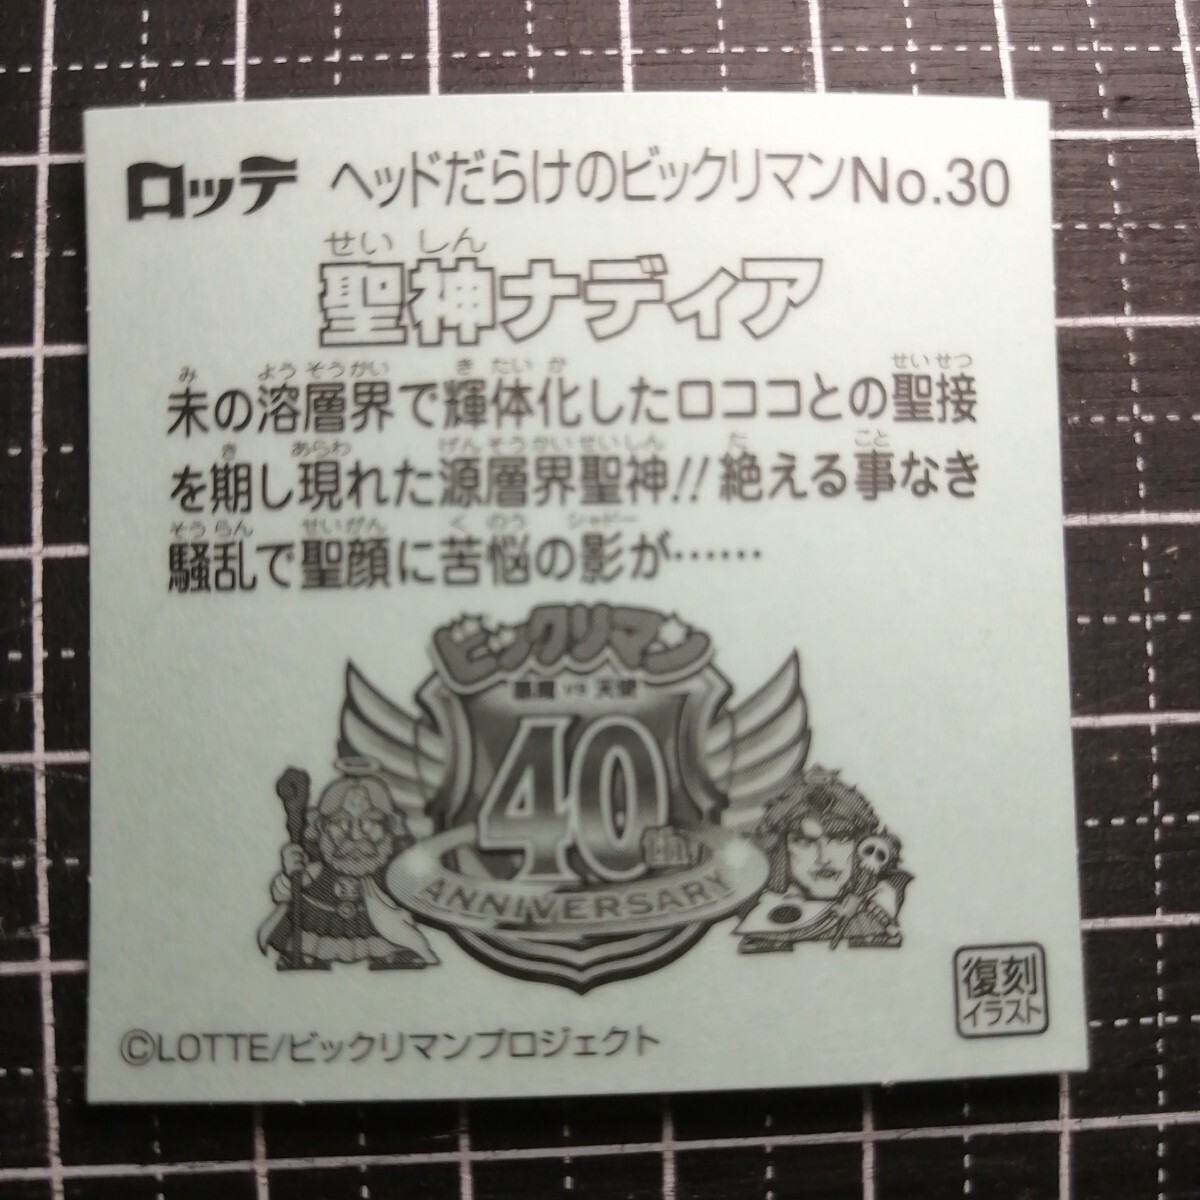 ロッテ ヘッドだらけのビックリマンNo.30
せいしん
聖神ナディア
み ようそうかい きたいか せいせつ
未の溶層界で輝体化したロココとの聖接
き あらわ げんそうかいせいしん た こと
を期し現れた源層界聖神!!絶える事なき
そうらん せいがん くのう シャドー
騒乱で聖顔に苦悩の影が……
ビックリマン
悪魔 VS 天使
40th
ANNIVERSARY
復刻
イラスト
©LOTTE/ビックリマンプロジェクト